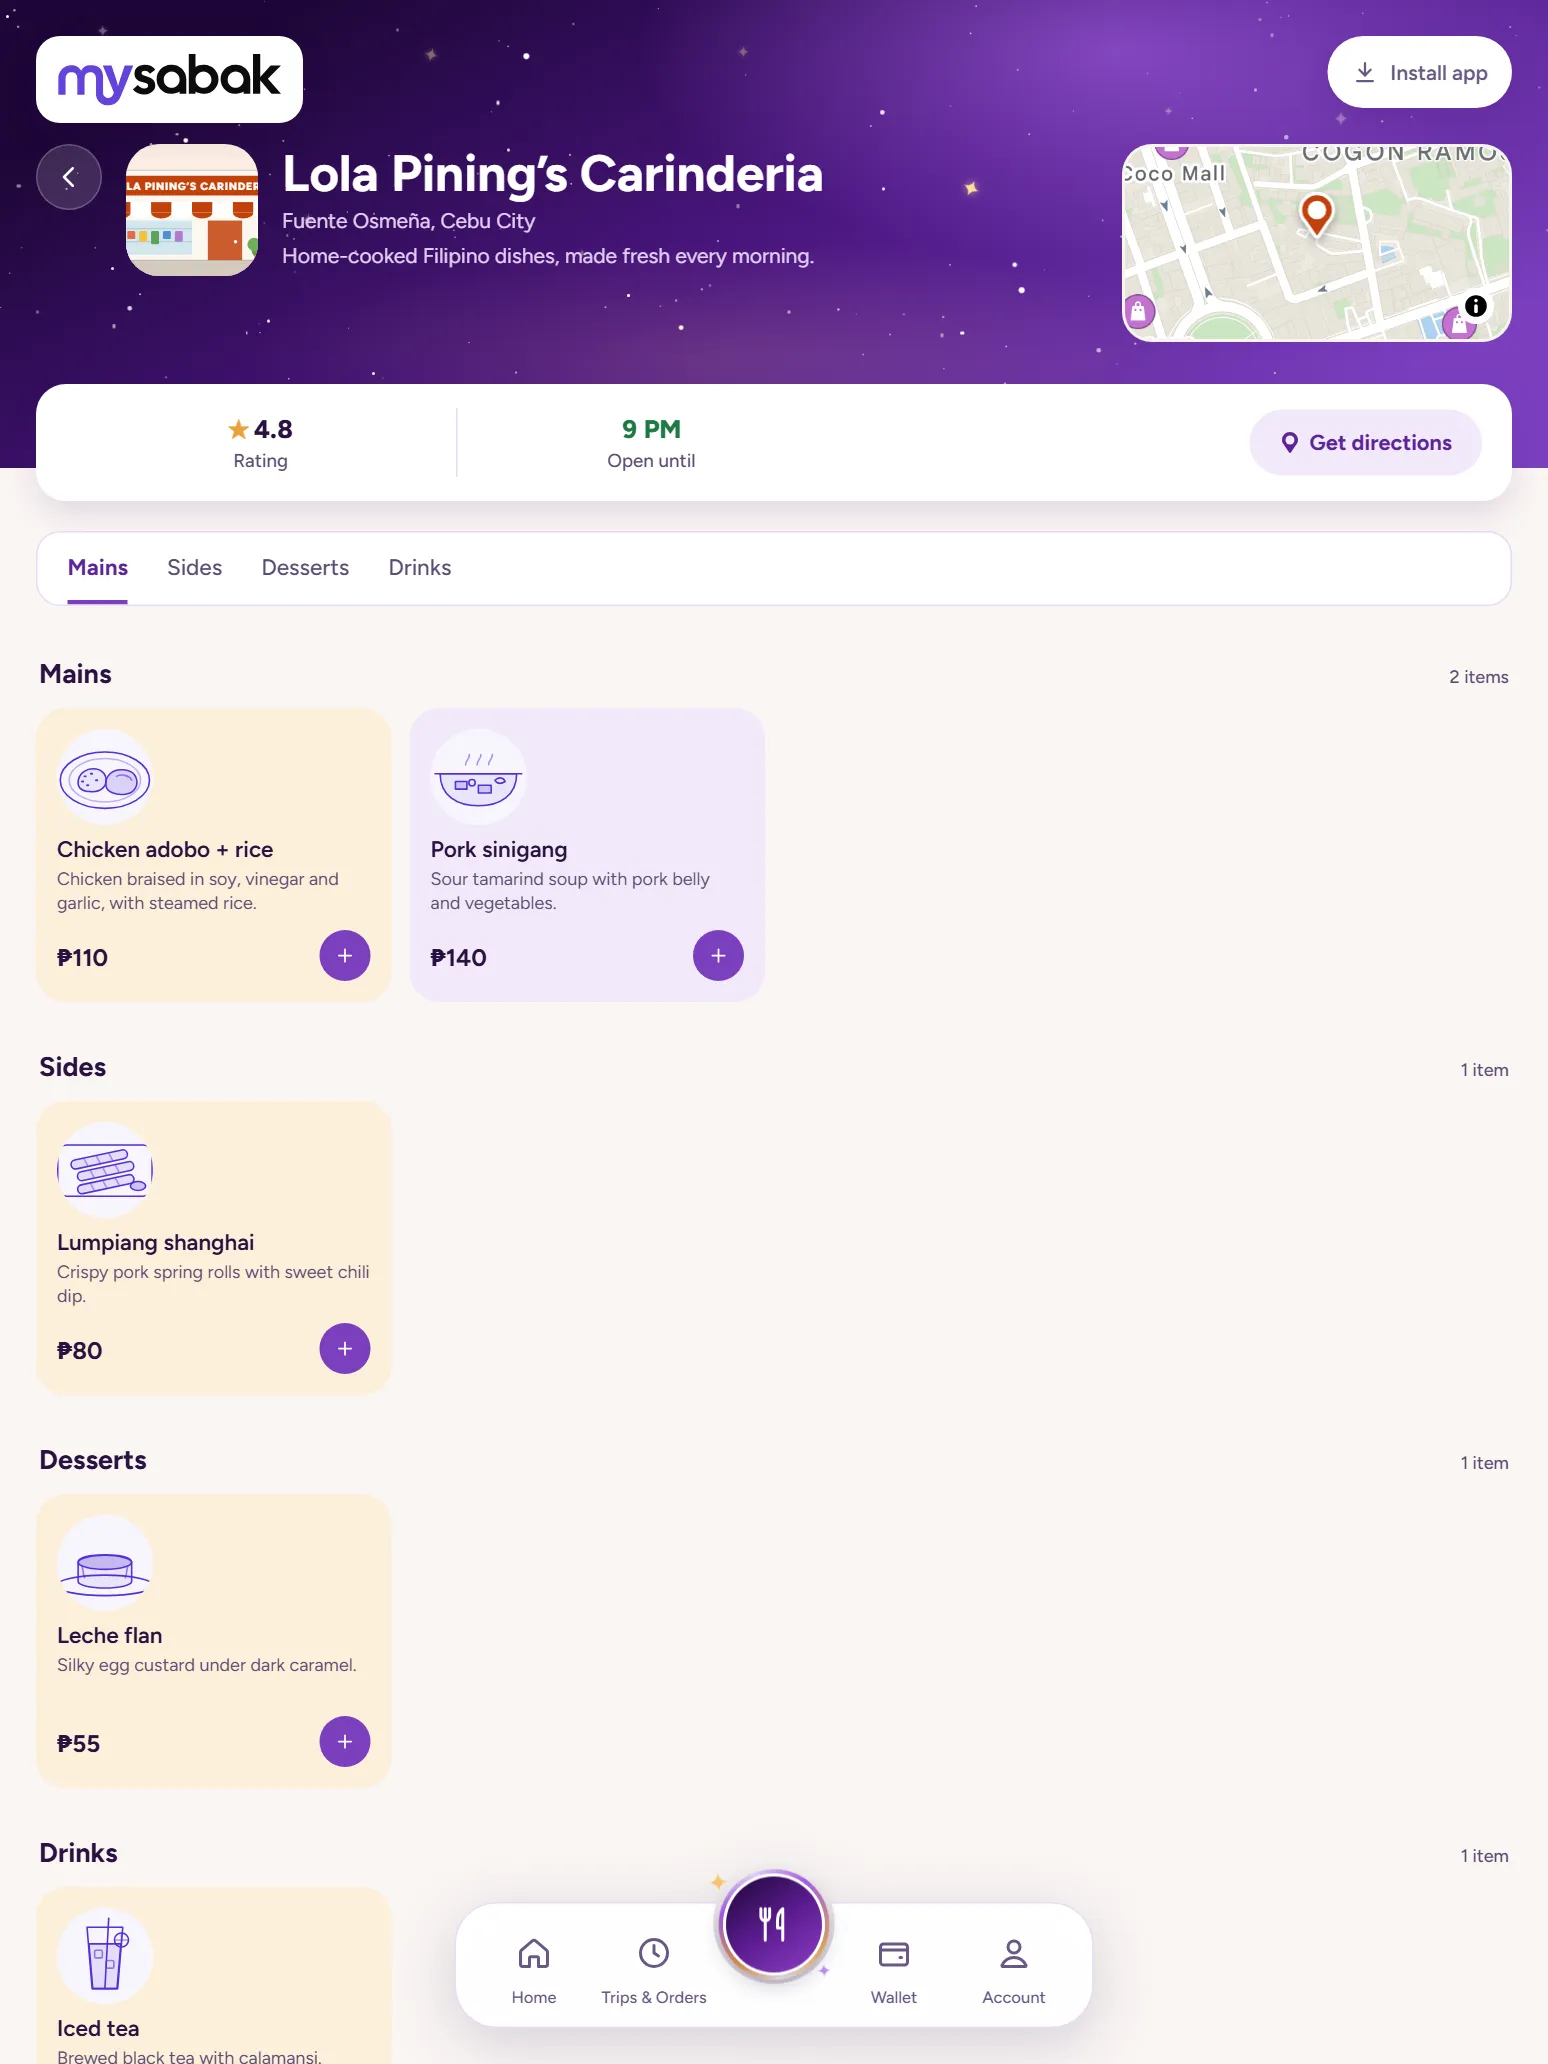 mysabak
Install app
LA PINING'S CARINDER
Lola Pining's Carinderia
Fuente Osmeña, Cebu City
Home-cooked Filipino dishes, made fresh every morning.
COGON RAMOS
Coco Mall
4.8
Rating
9 PM
Open until
Get directions
Mains
Sides
Desserts
Drinks
Mains
2 items
Chicken adobo + rice
Chicken braised in soy, vinegar and
garlic, with steamed rice.
₱110
Pork sinigang
Sour tamarind soup with pork belly
and vegetables.
₱140
Sides
1 item
Lumpiang shanghai
Crispy pork spring rolls with sweet chili
dip.
₱80
Desserts
1 item
Leche flan
Silky egg custard under dark caramel.
₱55
Drinks
1 item
Iced tea
Brewed black tea with calamansi.
Home
Trips & Orders
Wallet
Account